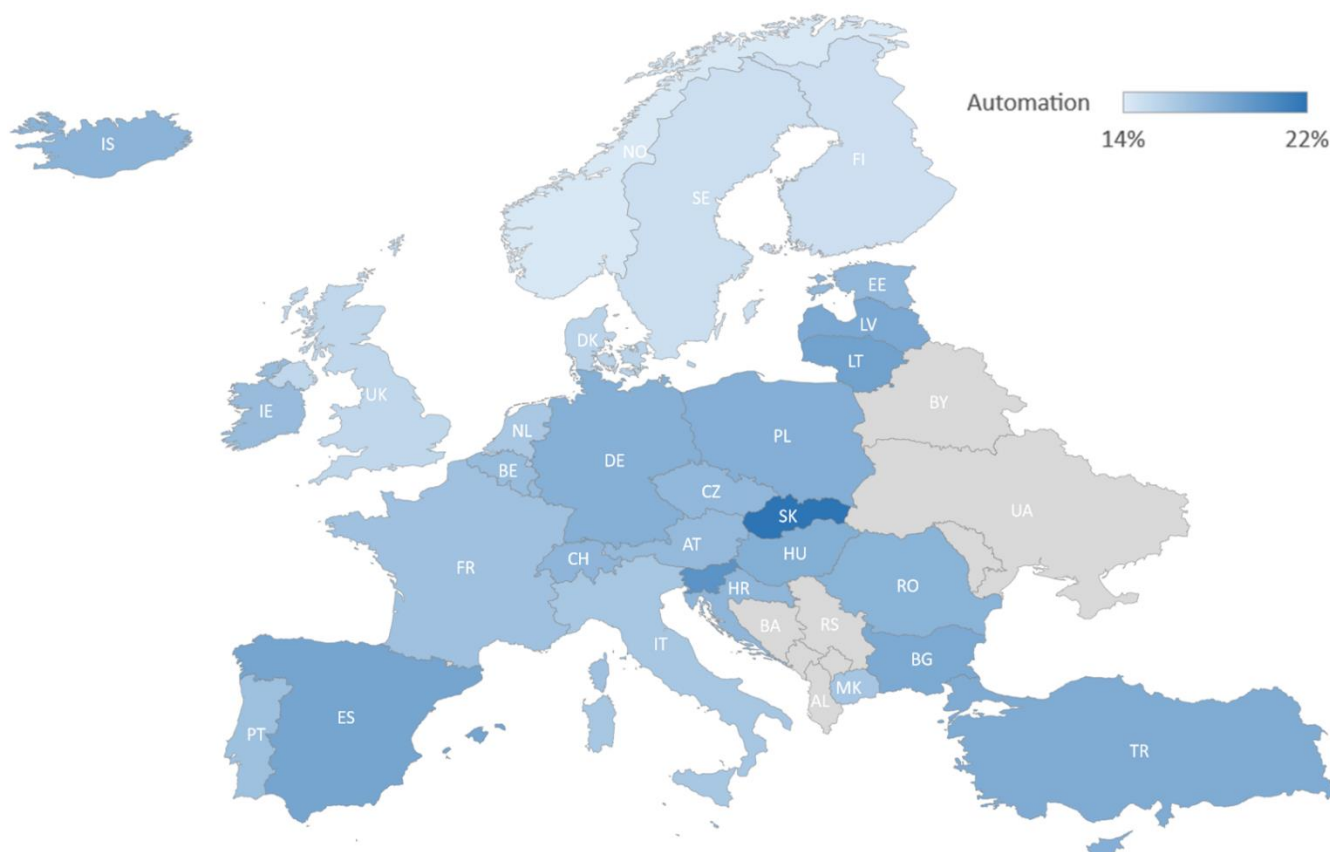 Automation
14% 22%
IS
NO
FI
SE
EE
LV
DK
LT
IE
UK
BY
NL
PL
DE
BE
CZ
UA
SK
AT
HU
CH
FR
RO
HR
BA
RS
IT
BG
MK
AL
ES
PT
TR